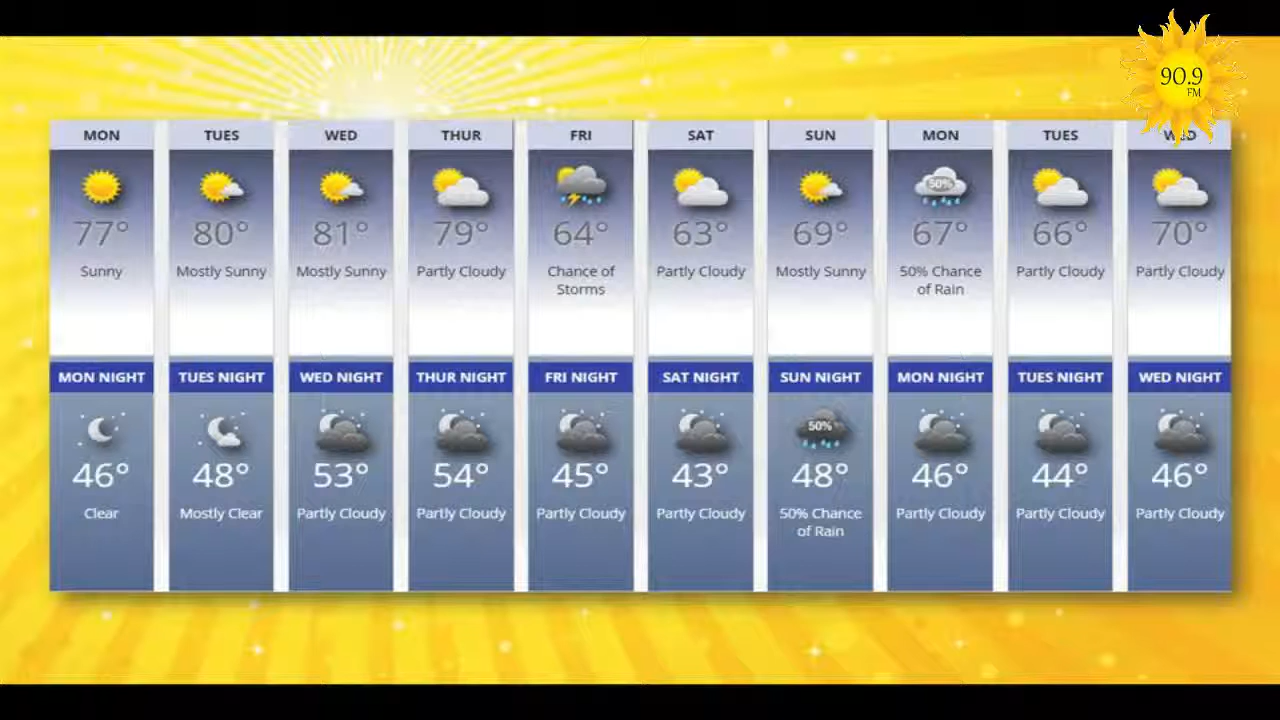 90.9
FM
MON TUES WED THUR FRI SAT SUN MON TUES WED
50%
77° 80° 81° 79° 64° 63° 69° 67° 66° 70°
Sunny Mostly Sunny Mostly Sunny Partly Cloudy Chance of Partly Cloudy Mostly Sunny 50% Chance Partly Cloudy Partly Cloudy
Storms of Rain
MON NIGHT TUES NIGHT WED NIGHT THUR NIGHT FRI NIGHT SAT NIGHT SUN NIGHT MON NIGHT TUES NIGHT WED NIGHT
50%
46° 48° 53° 54° 45° 43° 48° 46° 44° 46°
Clear Mostly Clear Partly Cloudy Partly Cloudy Partly Cloudy Partly Cloudy 50% Chance Partly Cloudy Partly Cloudy Partly Cloudy
of Rain